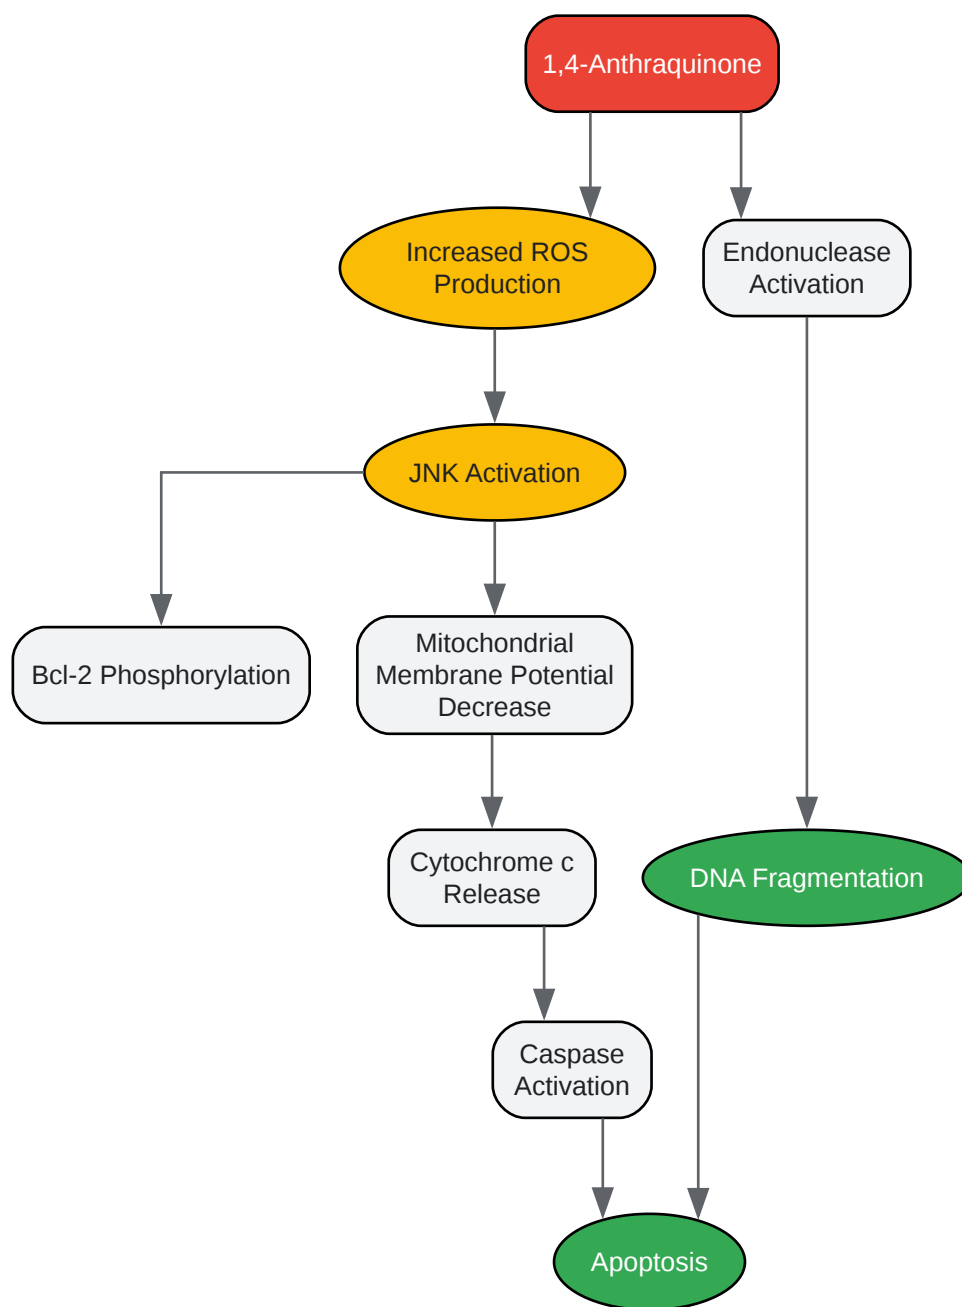 1,4-Anthraquinone
Increased ROS
Production
Endonuclease
Activation
JNK Activation
Bcl-2 Phosphorylation
Mitochondrial
Membrane Potential
Decrease
Cytochrome c
Release
DNA Fragmentation
Caspase
Activation
Apoptosis